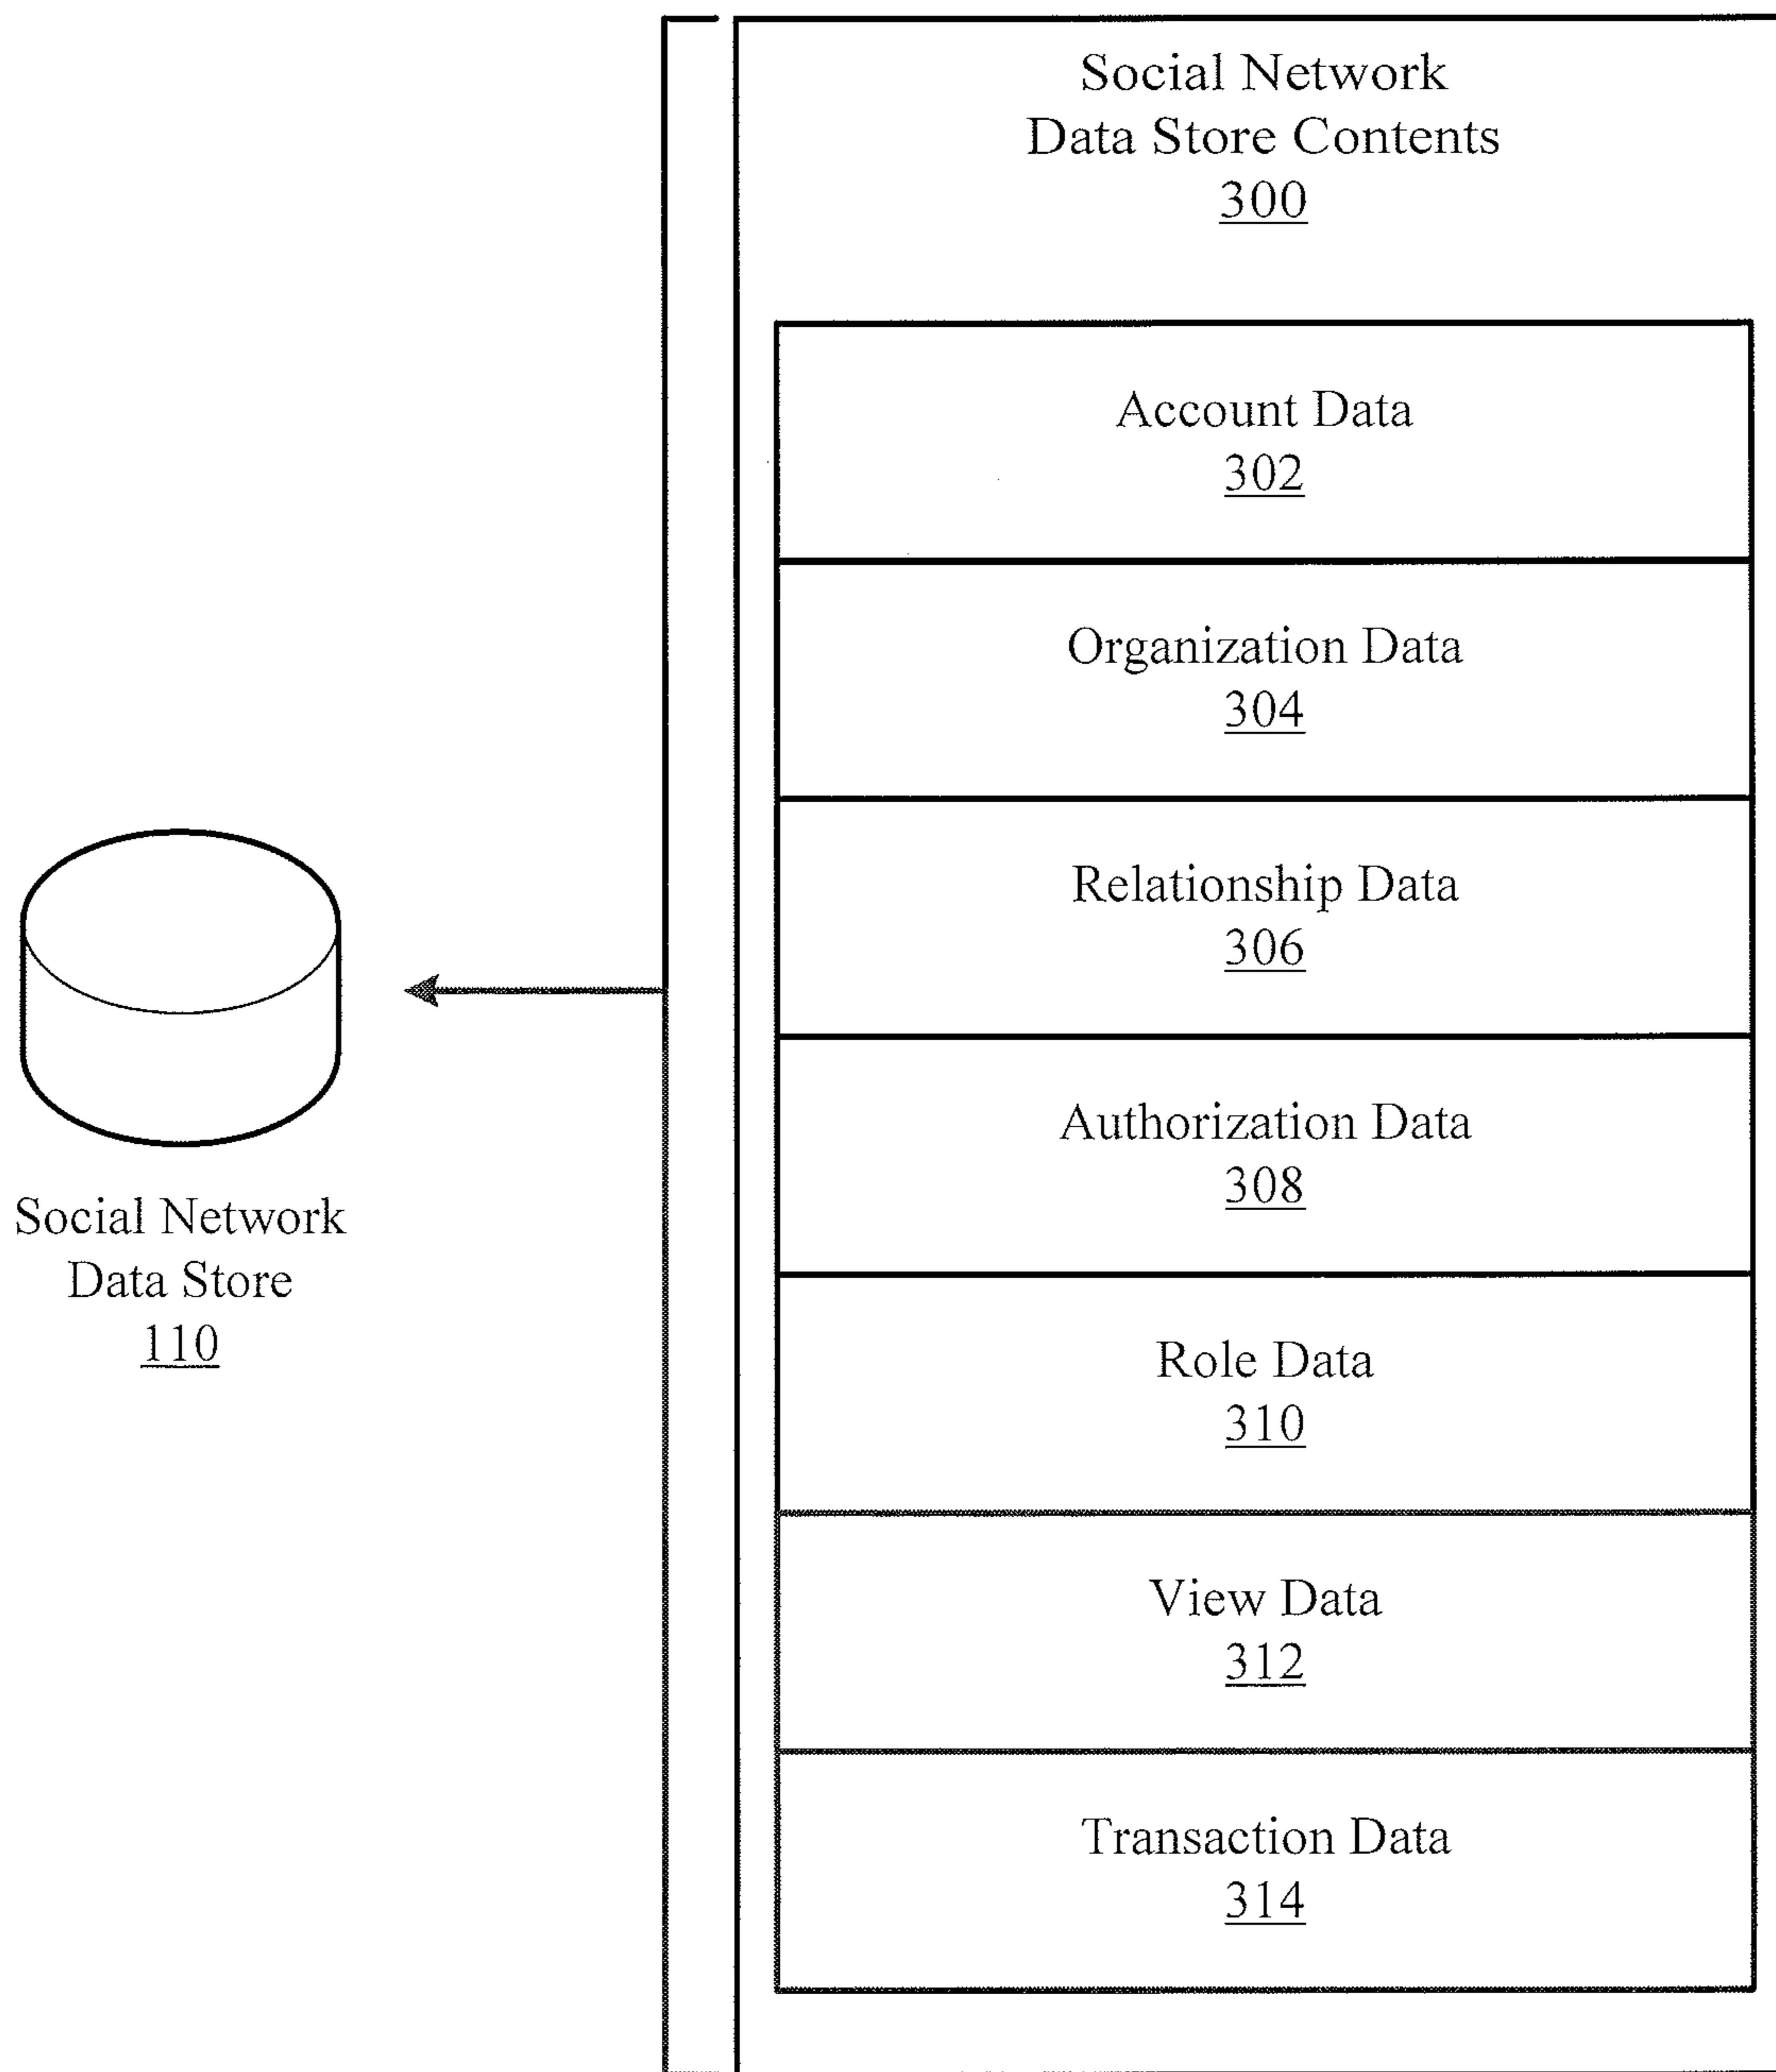 Social Network
Data Store Contents
300
Account Data
302
Organization Data
304
Relationship Data
306
Authorization Data
308
Role Data
310
View Data
312
Transaction Data
314
Social Network
Data Store
110